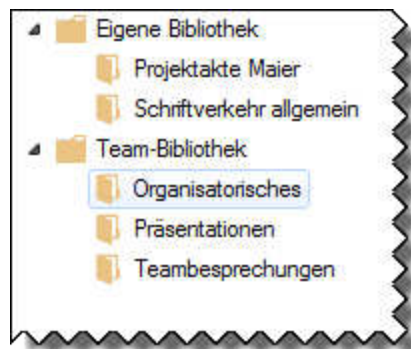 Eigene Bibliothek
Projektakte Maier
Schriftverkehr allgemein
Team-Bibliothek
Organisatorisches
Präsentationen
Teambesprechungen